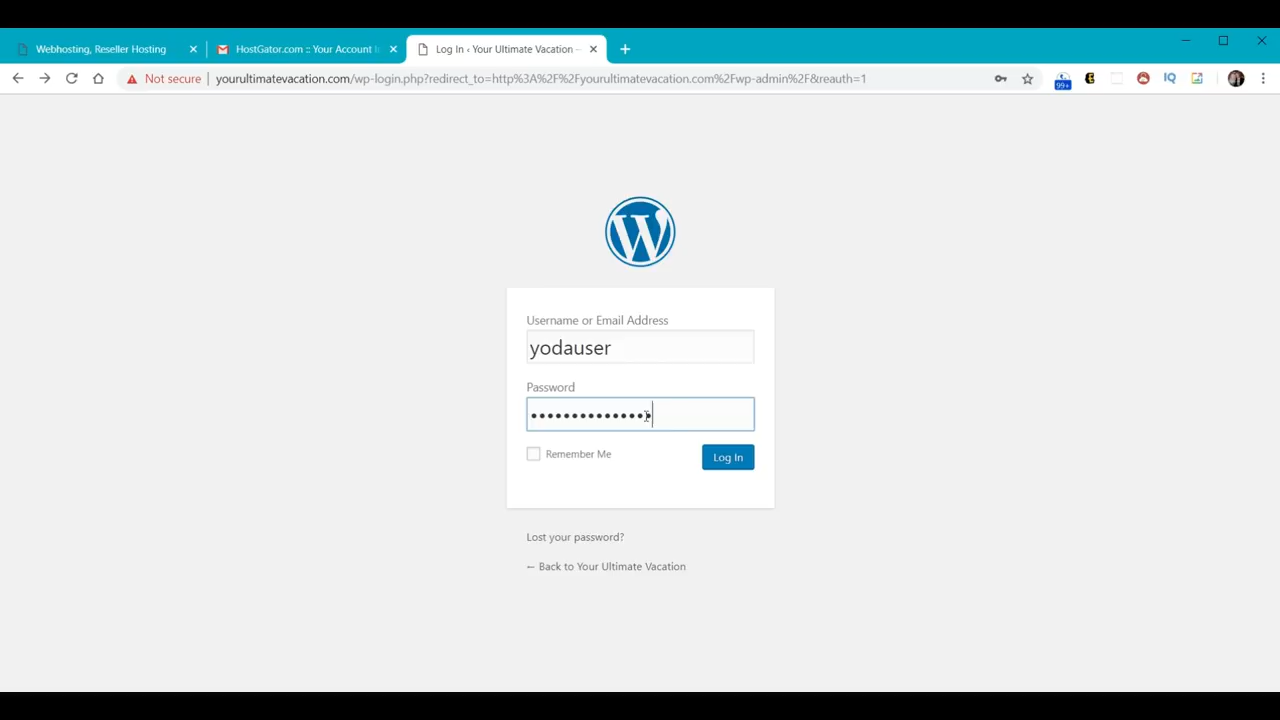 Webhosting, Reseller Hosting
HostGator.com :: Your Account I
Log In ‹ Your Ultimate Vacation —
Not secure
yourultimatevacation.com/wp-login.php?redirect_to=http%3A%2F%2Fyourultimatevacation.com%2Fwp-admin%2F&reauth=1
99+
IQ
Username or Email Address
yodauser
Password
Remember Me
Log In
Lost your password?
← Back to Your Ultimate Vacation